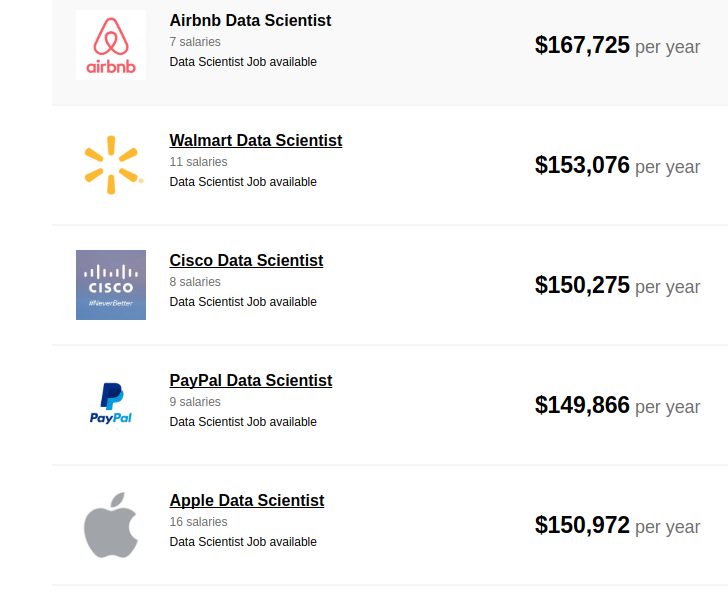 Airbnb Data Scientist
7 salaries
Data Scientist Job available
$167,725 per year
airbnb
Walmart Data Scientist
11 salaries
Data Scientist Job available
$153,076 per year
Cisco Data Scientist
8 salaries
Data Scientist Job available
$150,275 per year
CISCO
#NeverBetter
PayPal Data Scientist
9 salaries
Data Scientist Job available
$149,866 per year
PayPal
Apple Data Scientist
16 salaries
Data Scientist Job available
$150,972 per year